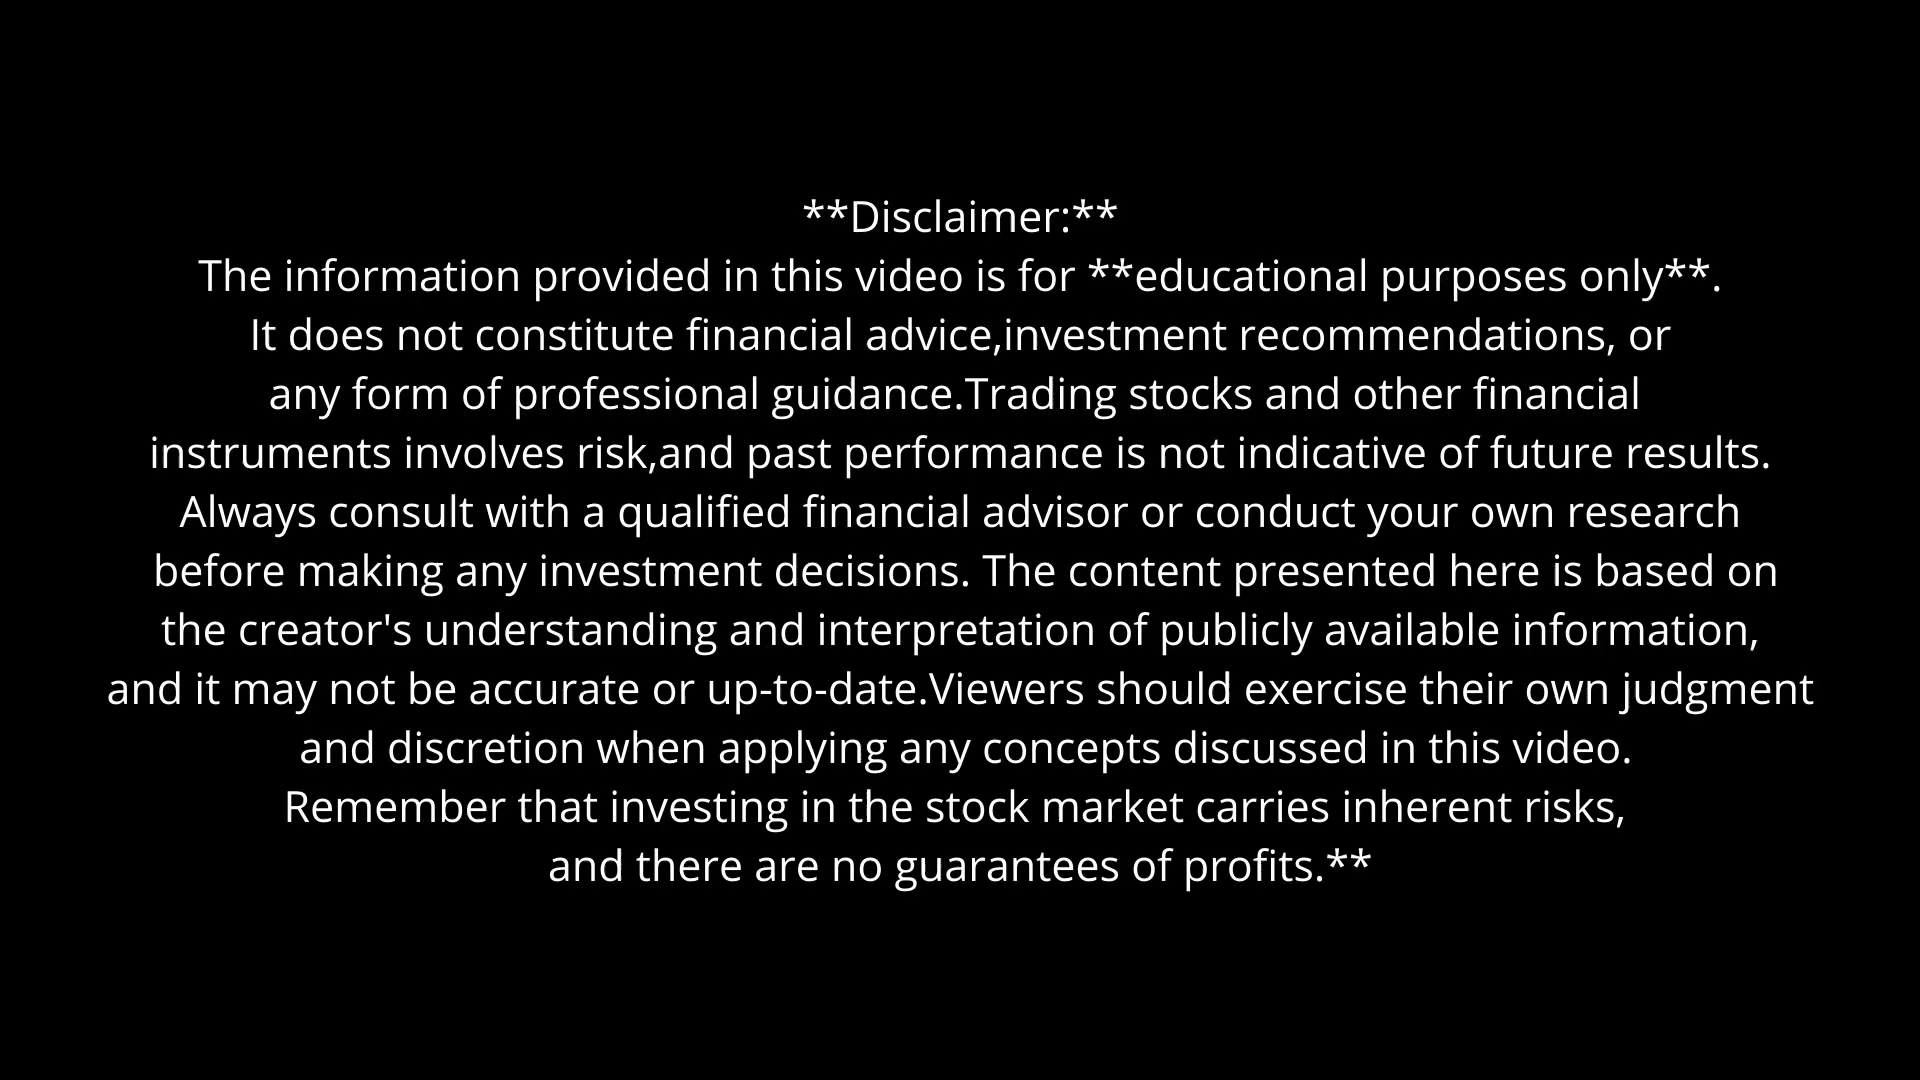 **Disclaimer:**
The information provided in this video is for **educational purposes only**.
It does not constitute financial advice,investment recommendations, or
any form of professional guidance.Trading stocks and other financial
instruments involves risk,and past performance is not indicative of future results.
Always consult with a qualified financial advisor or conduct your own research
before making any investment decisions. The content presented here is based on
the creator's understanding and interpretation of publicly available information,
and it may not be accurate or up-to-date.Viewers should exercise their own judgment
and discretion when applying any concepts discussed in this video.
Remember that investing in the stock market carries inherent risks,
and there are no guarantees of profits.**